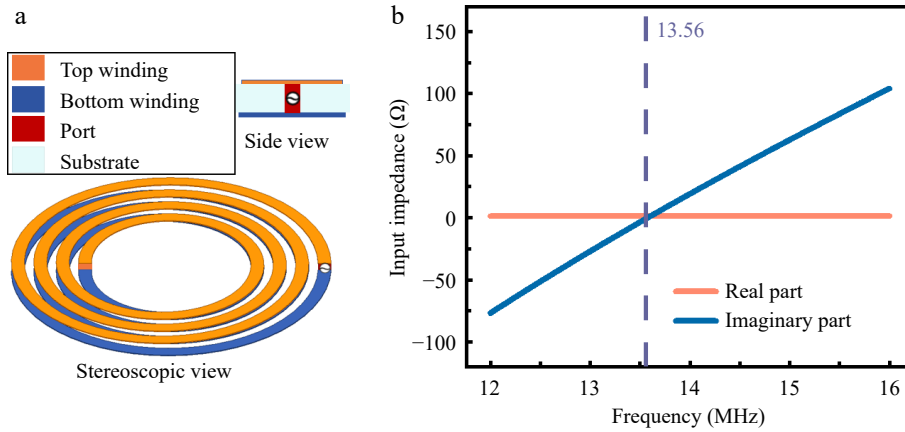 a
Top winding
Bottom winding
Port
Substrate
Side view
Stereoscopic view
b
13.56
150
100
50
0
−50
−100
Input impedance (Ω)
Real part
Imaginary part
12
13
14
15
16
Frequency (MHz)